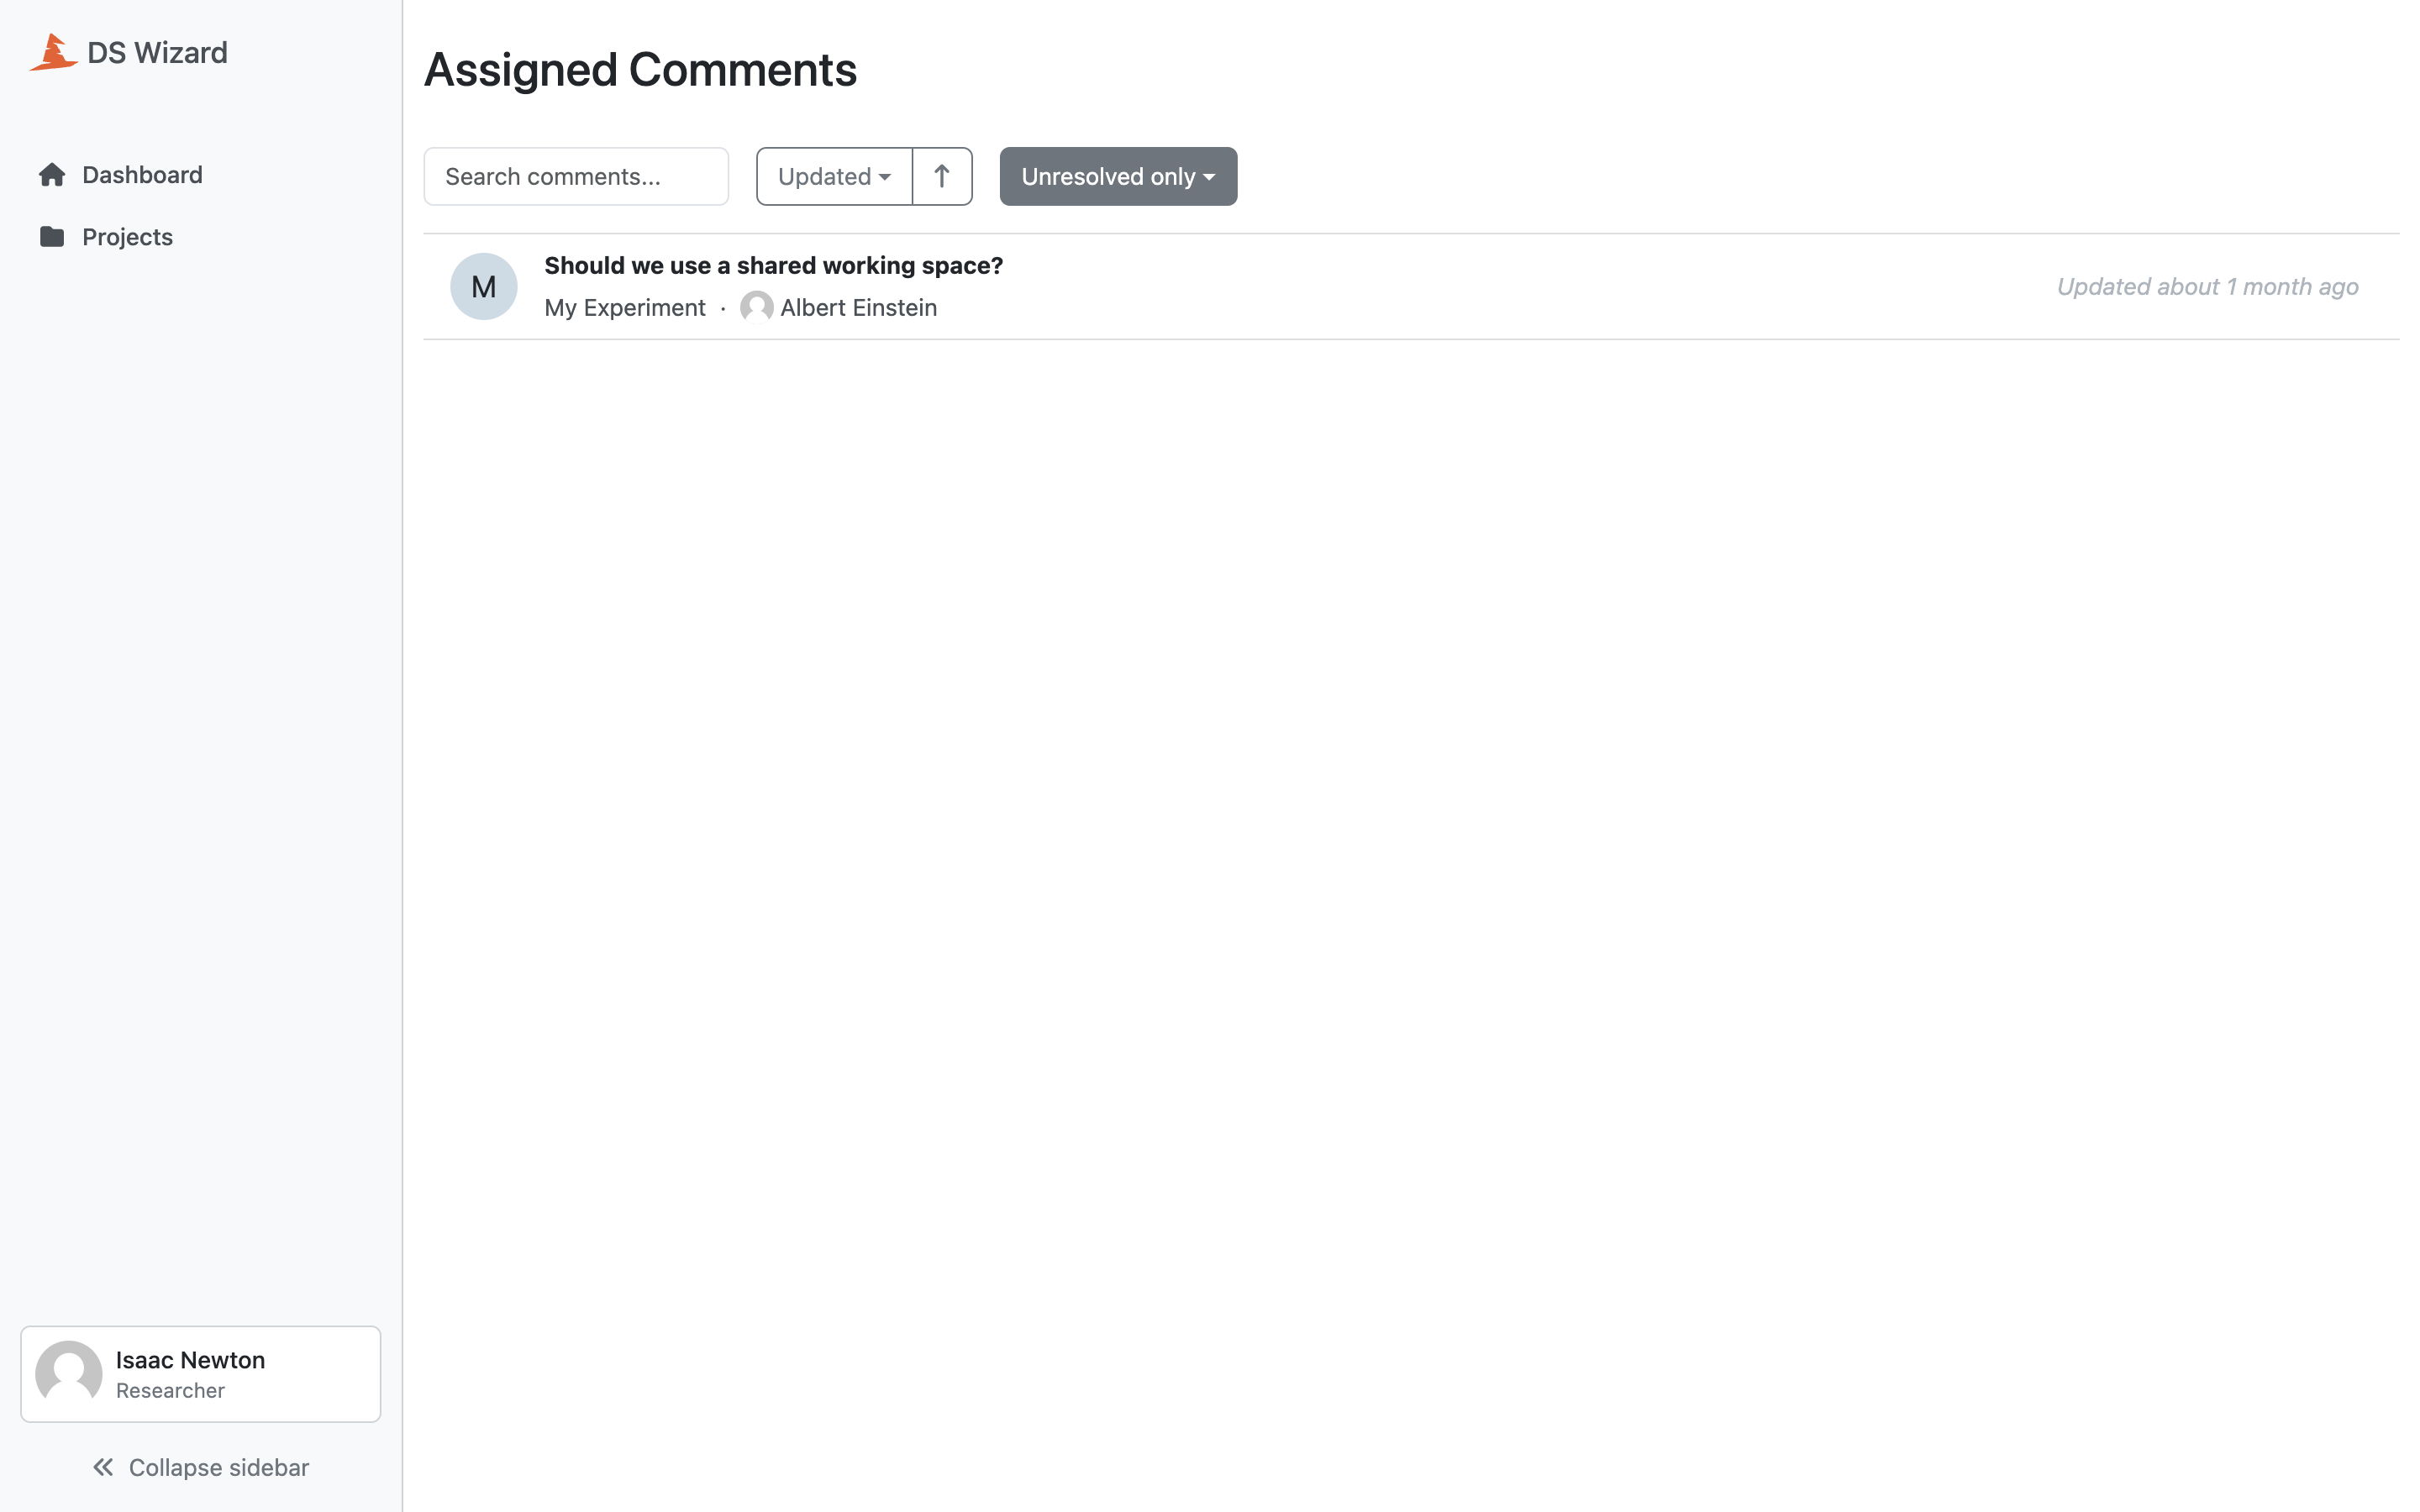 DS Wizard
Dashboard
Projects
Assigned Comments
Search comments...
Updated
Unresolved only
M
Should we use a shared working space?
My Experiment · Albert Einstein
Updated about 1 month ago
Isaac Newton
Researcher
Collapse sidebar